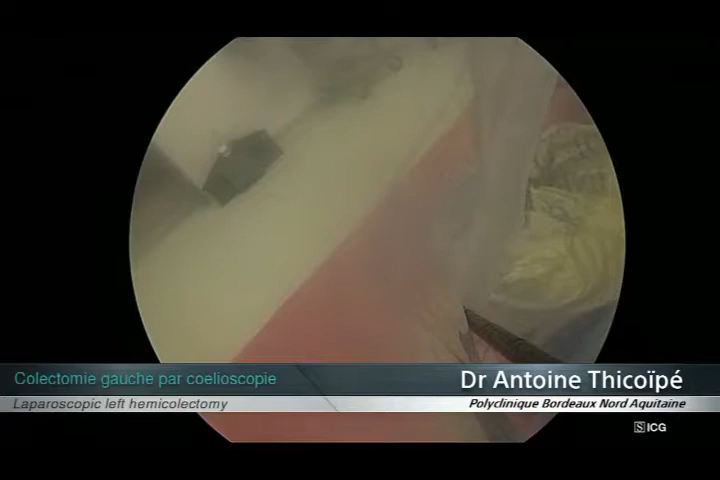 Colectomie gauche par coelioscopie
Dr Antoine Thicoïpé
Laparoscopic left hemicolectomy
Polyclinique Bordeaux Nord Aquitaine
S ICG